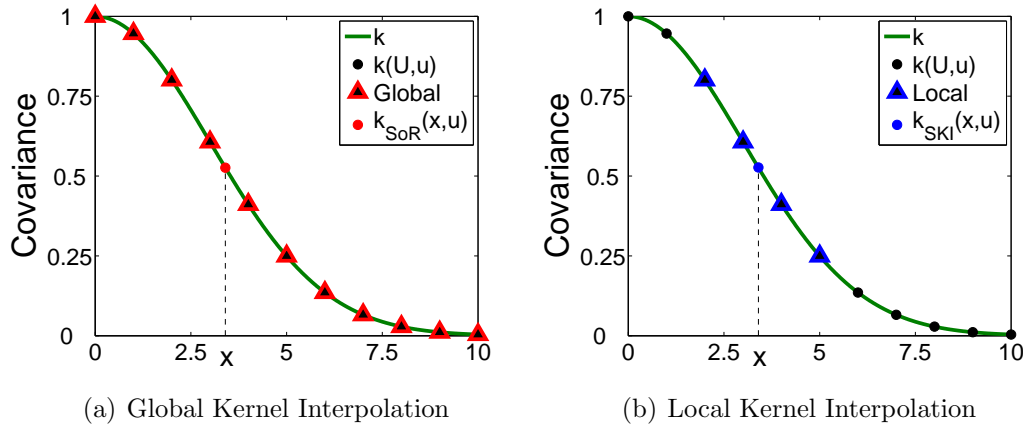 1
0.75
0.5
0.25
0
Covariance
0
2.5
x
5
7.5
10
k
k(U,u)
Global
k_SoR(x,u)
(a) Global Kernel Interpolation
1
0.75
0.5
0.25
0
Covariance
0
2.5
x
5
7.5
10
k
k(U,u)
Local
k_SKI(x,u)
(b) Local Kernel Interpolation